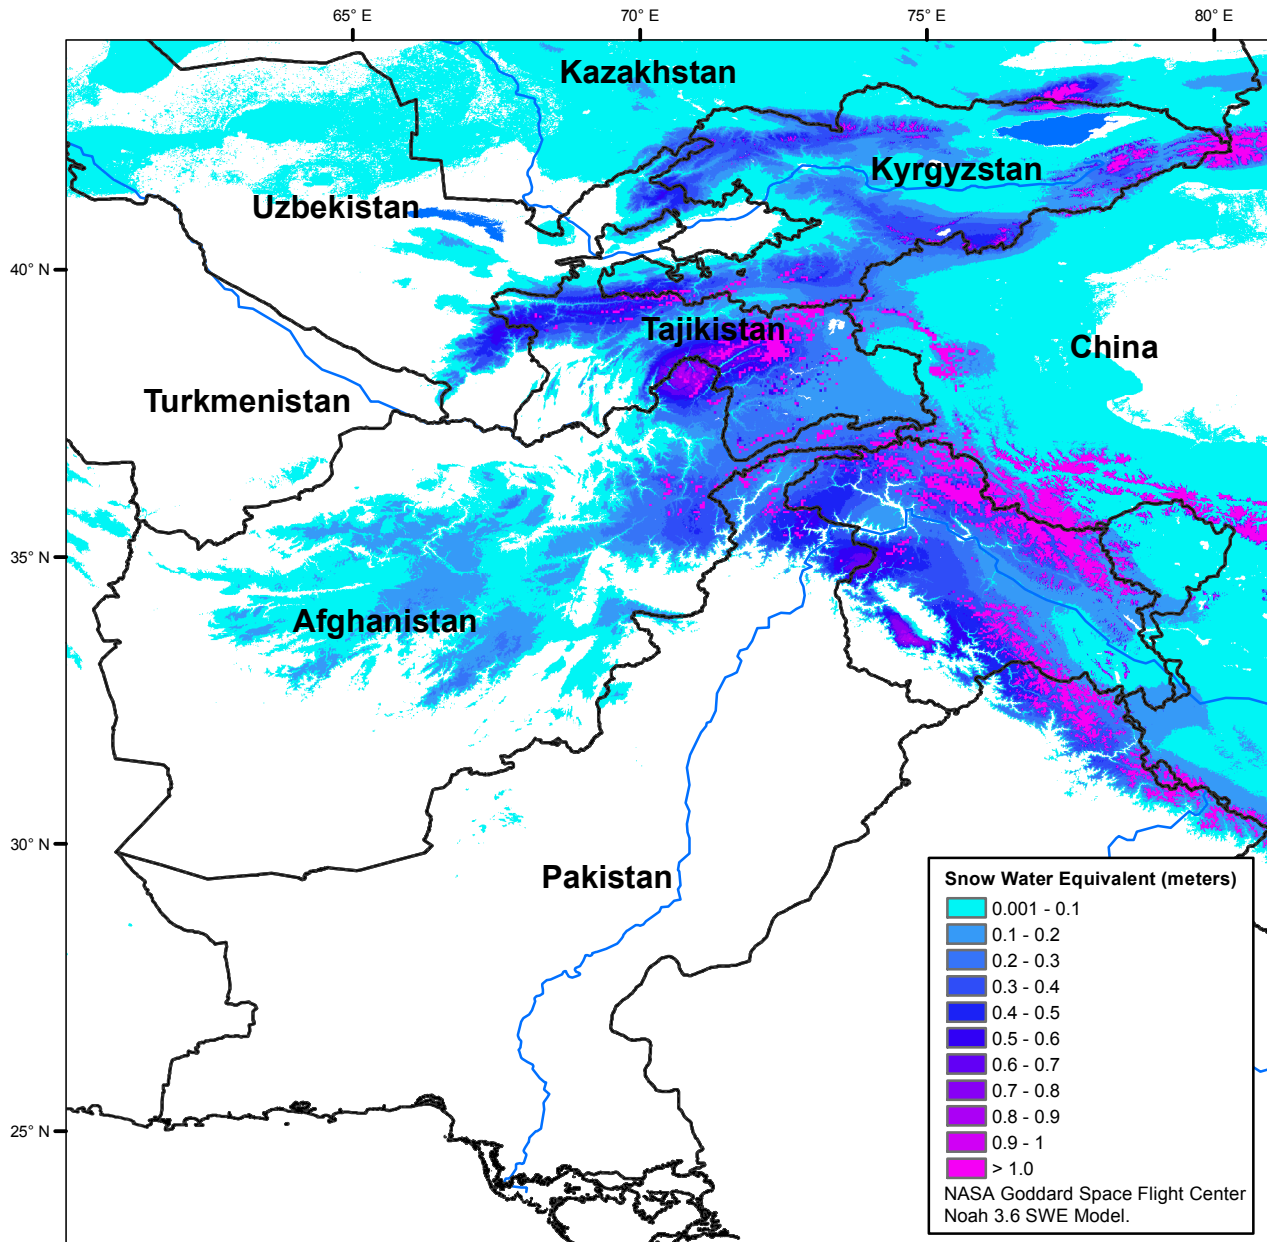 65° E
70° E
75° E
80° E
Kazakhstan
Kyrgyzstan
Uzbekistan
40° N
Tajikistan
China
Turkmenistan
35° N
Afghanistan
30° N
Pakistan
25° N
Snow Water Equivalent (meters)
0.001 - 0.1
0.1 - 0.2
0.2 - 0.3
0.3 - 0.4
0.4 - 0.5
0.5 - 0.6
0.6 - 0.7
0.7 - 0.8
0.8 - 0.9
0.9 - 1
> 1.0
NASA Goddard Space Flight Center
Noah 3.6 SWE Model.